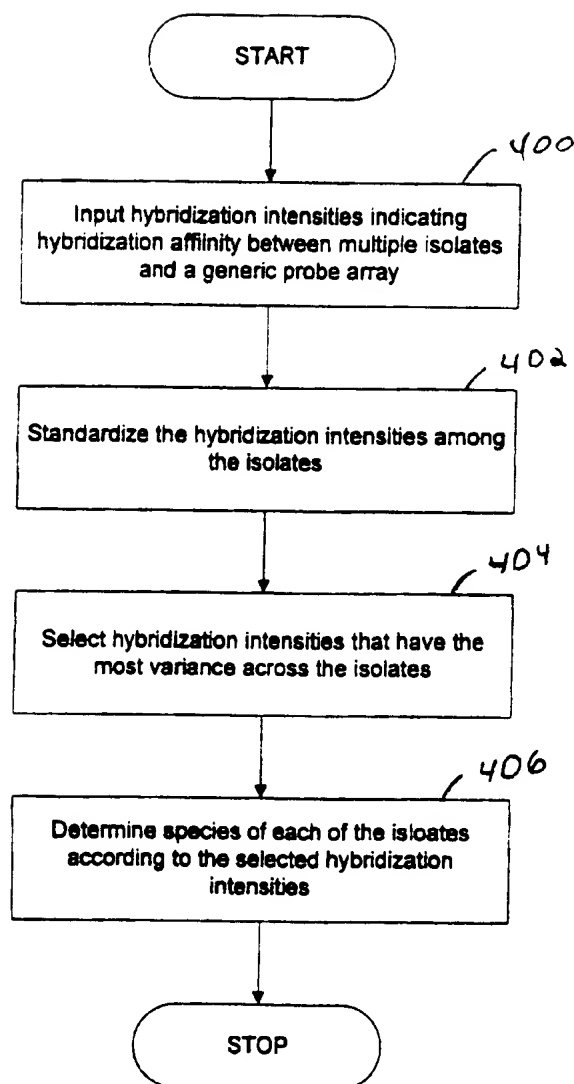 START
400
Input hybridization intensities indicating
hybridization affilnity between multiple isolates
and a generic probe array
402
Standardize the hybridization intensities among
the isolates
404
Select hybridization intensities that have the
most variance across the isolates
406
Determine species of each of the isloates
according to the selected hybridization
intensities
STOP